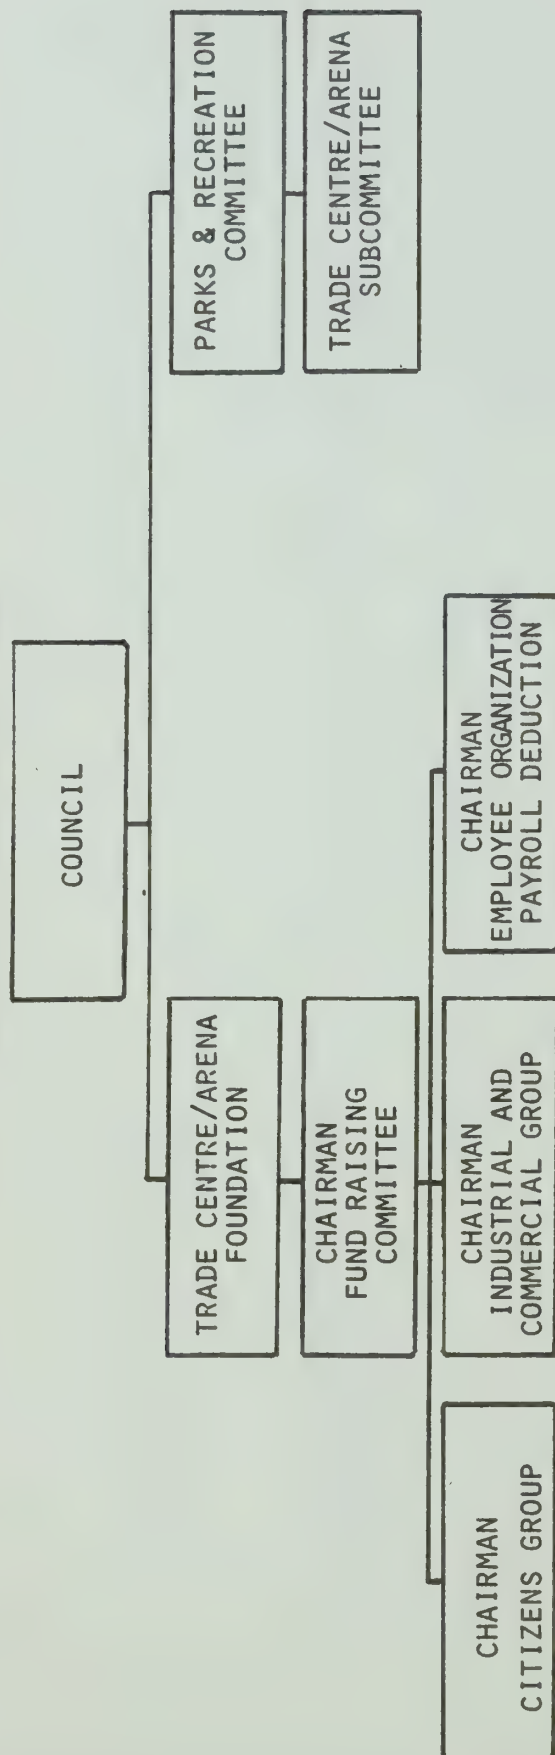 COUNCIL
TRADE CENTRE/ARENA
FOUNDATION
PARKS & RECREATION
COMMITTEE
CHAIRMAN
FUND RAISING
COMMITTEE
TRADE CENTRE/ARENA
SUBCOMMITTEE
CHAIRMAN
CITIZENS GROUP
CHAIRMAN
INDUSTRIAL AND
COMMERCIAL GROUP
CHAIRMAN
EMPLOYEE ORGANIZATION
PAYROLL DEDUCTION